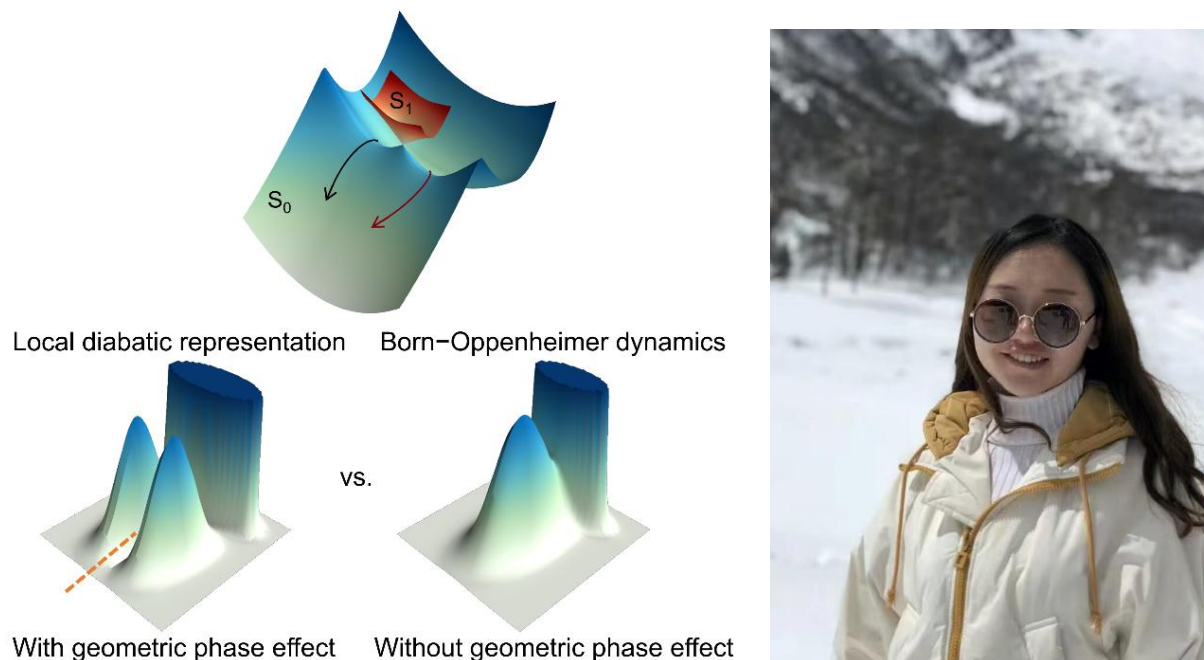 S₁
S₀
Local diabatic representation Born−Oppenheimer dynamics
vs.
With geometric phase effect Without geometric phase effect